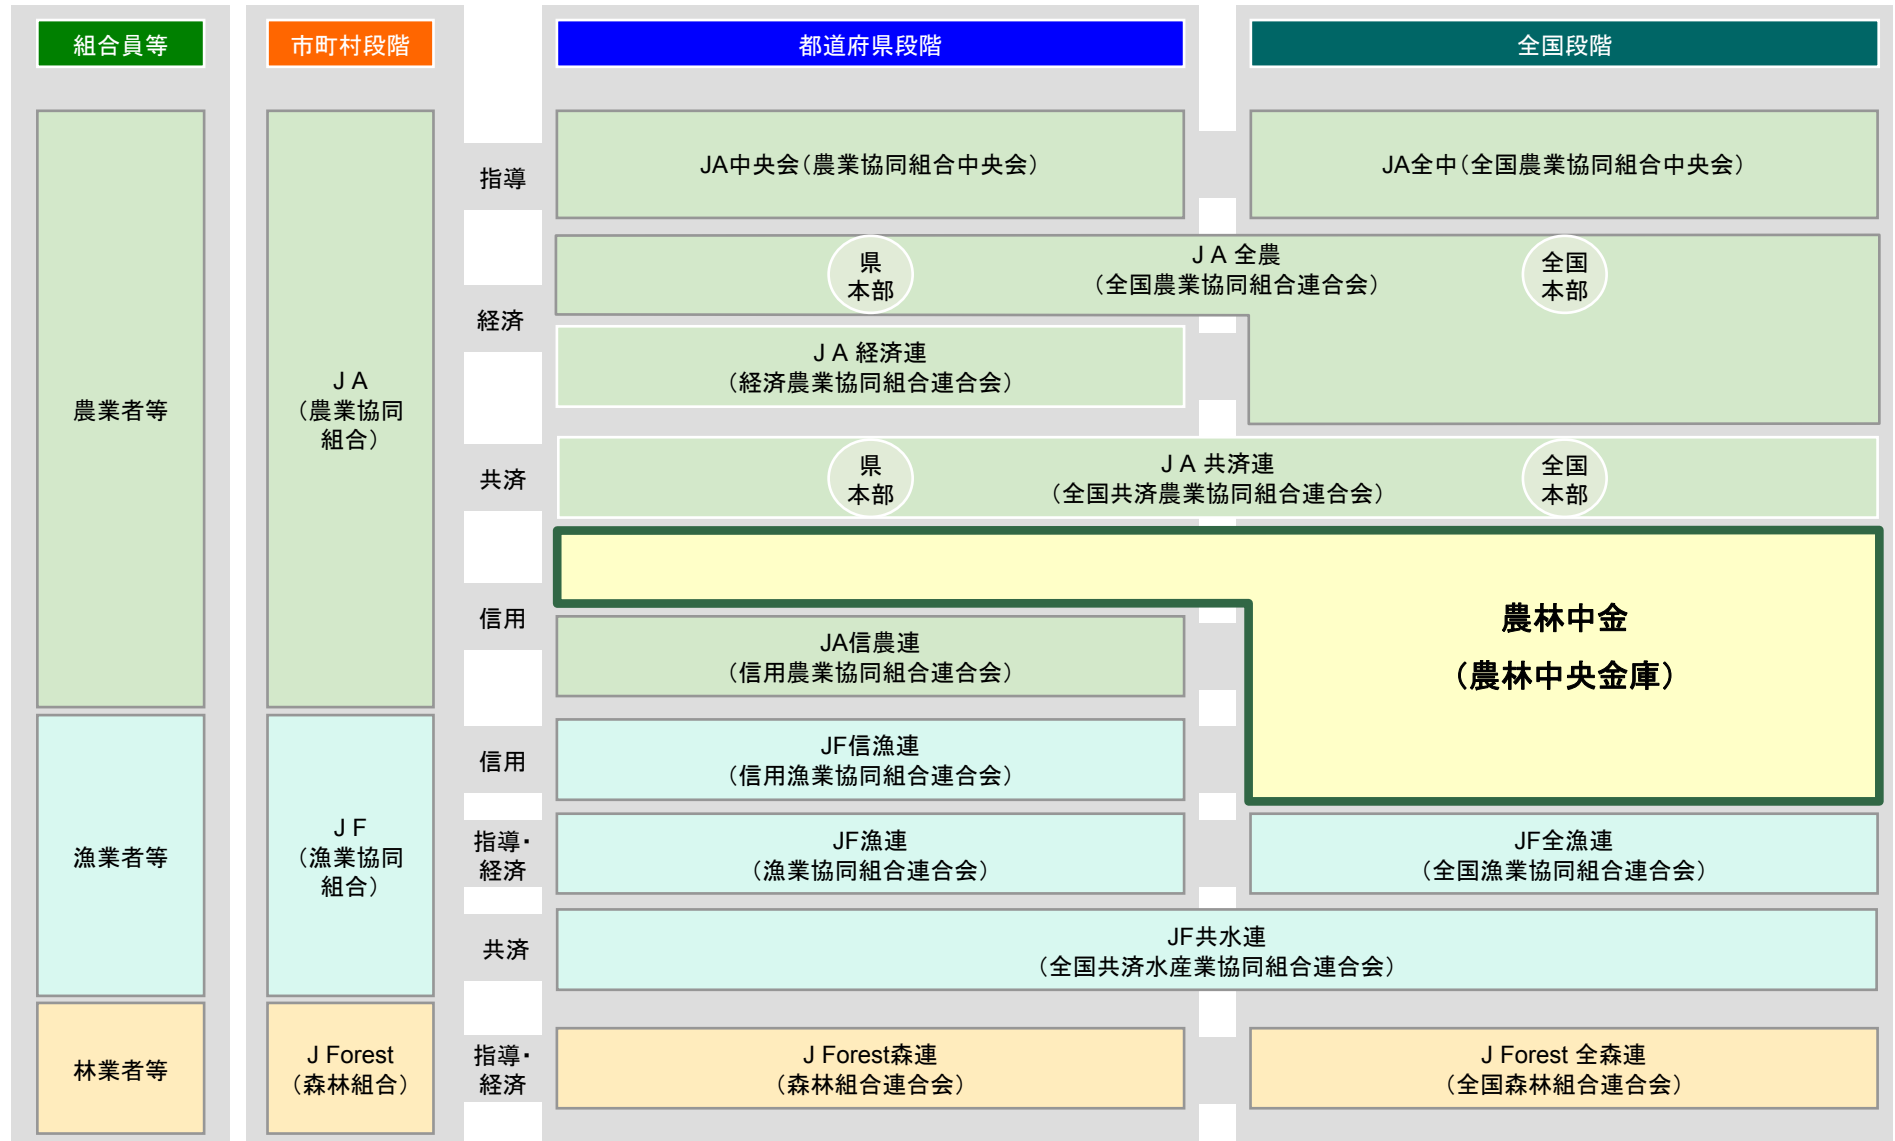 組合員等
市町村段階
都道府県段階
全国段階
農業者等
J A
（農業協同
組合）
指導
JA中央会（農業協同組合中央会）
JA全中（全国農業協同組合中央会）
経済
県
本部
J A 全農
（全国農業協同組合連合会）
全国
本部
J A 経済連
（経済農業協同組合連合会）
共済
県
本部
J A 共済連
（全国共済農業協同組合連合会）
全国
本部
信用
農林中金
（農林中央金庫）
JA信農連
（信用農業協同組合連合会）
漁業者等
J F
（漁業協同
組合）
信用
JF信漁連
（信用漁業協同組合連合会）
指導・
経済
JF漁連
（漁業協同組合連合会）
JF全漁連
（全国漁業協同組合連合会）
共済
JF共水連
（全国共済水産業協同組合連合会）
林業者等
J Forest
（森林組合）
指導・
経済
J Forest森連
（森林組合連合会）
J Forest 全森連
（全国森林組合連合会）